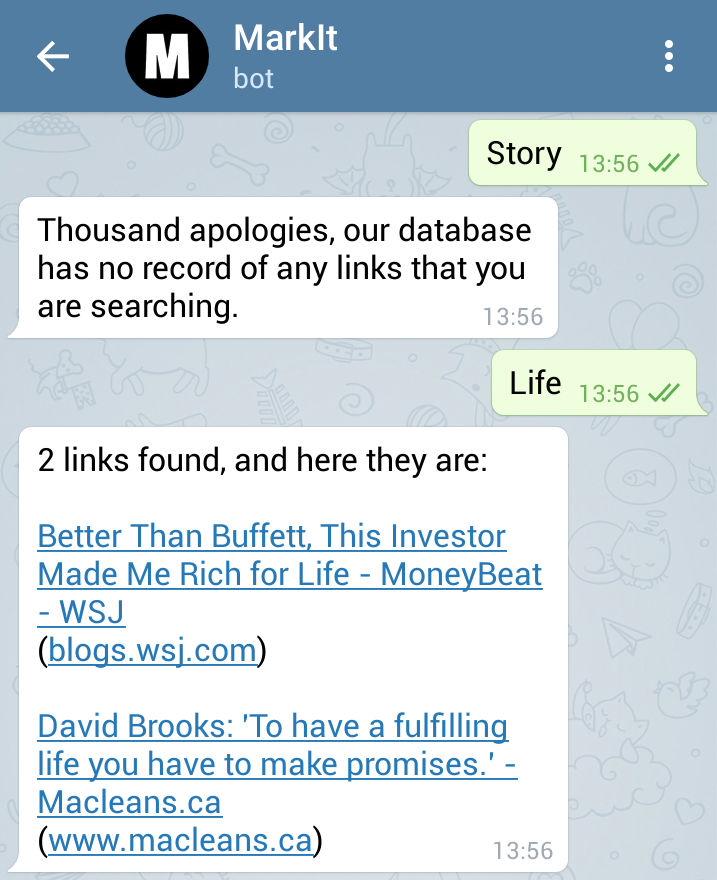 M
MarkIt
bot
Story 13:56
Thousand apologies, our database
has no record of any links that you
are searching.
13:56
Life 13:56
2 links found, and here they are:
Better Than Buffett, This Investor
Made Me Rich for Life - MoneyBeat
- WSJ
(blogs.wsj.com)
David Brooks: 'To have a fulfilling
life you have to make promises.' -
Macleans.ca
(www.macleans.ca)
13:56